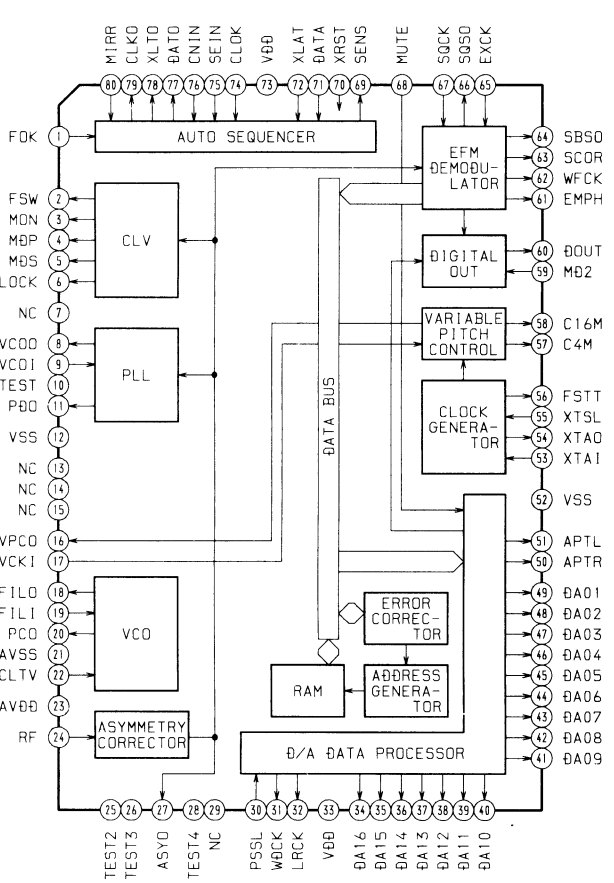 MIRR
CLKO
XLTO
DATO
CNIN
SEIN
CLOK
VDD
XLAT
DATA
XRST
SENS
MUTE
SQCK
SQSO
EXCK
80 79 78 77 76 75 74 73 72 71 70 69 68 67 66 65
FOK 1
AUTO SEQUENCER
EFM
DEMODU-
LATOR
64 SBSO
63 SCOR
62 WFCK
61 EMPH
FSW 2
MON 3
MDP 4
MDS 5
LOCK 6
CLV
DIGITAL
OUT
60 DOUT
59 MD2
NC 7
VCOO 8
VCOI 9
TEST 10
PDO 11
PLL
VARIABLE
PITCH
CONTROL
58 C16M
57 C4M
DATA BUS
CLOCK
GENERA-
TOR
56 FSTT
55 XTSL
54 XTAO
53 XTAI
VSS 12
NC 13
NC 14
NC 15
52 VSS
VPCO 16
VCKI 17
51 APTL
50 APTR
FILO 18
FILI 19
PCO 20
AVSS 21
CLTV 22
VCO
ERROR
CORREC-
TOR
RAM
ADDRESS
GENERA-
TOR
49 DA01
48 DA02
47 DA03
46 DA04
45 DA05
44 DA06
43 DA07
42 DA08
41 DA09
AVDD 23
RF 24
ASYMMETRY
CORRECTOR
D/A DATA PROCESSOR
25 26 27 28 29 30 31 32 33 34 35 36 37 38 39 40
TEST2
TEST3
ASYO
TEST4
NC
PSSL
WDCK
LRCK
VDD
DA16
DA15
DA14
DA13
DA12
DA11
DA10